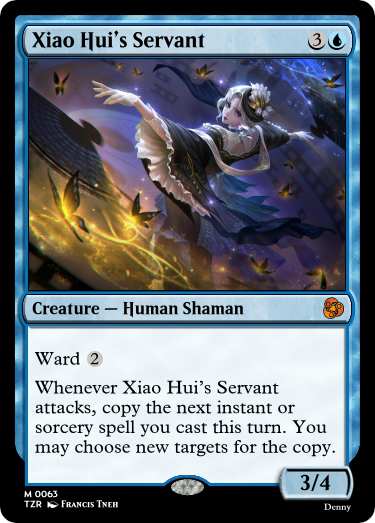 Xiao Hui's Servant 3
Creature — Human Shaman
Ward 2
Whenever Xiao Hui's Servant
attacks, copy the next instant or
sorcery spell you cast this turn. You
may choose new targets for the copy.
3/4
M 0063
TZR Francis Tneh
Denny